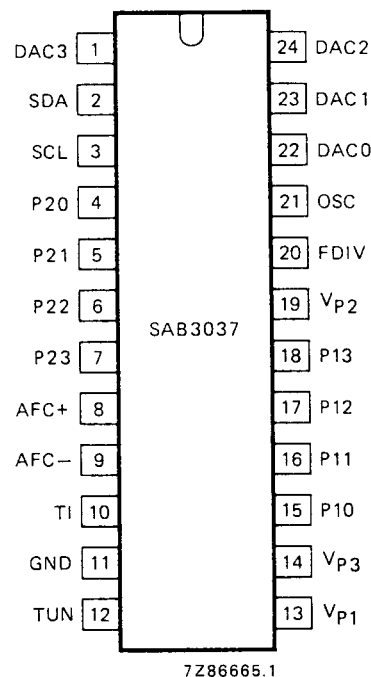 DAC3 1 24 DAC2
SDA 2 23 DAC1
SCL 3 22 DAC0
P20 4 21 OSC
P21 5 20 FDIV
P22 6 19 VP2
SAB3037
P23 7 18 P13
AFC+ 8 17 P12
AFC− 9 16 P11
TI 10 15 P10
GND 11 14 VP3
TUN 12 13 VP1
7Z86665.1